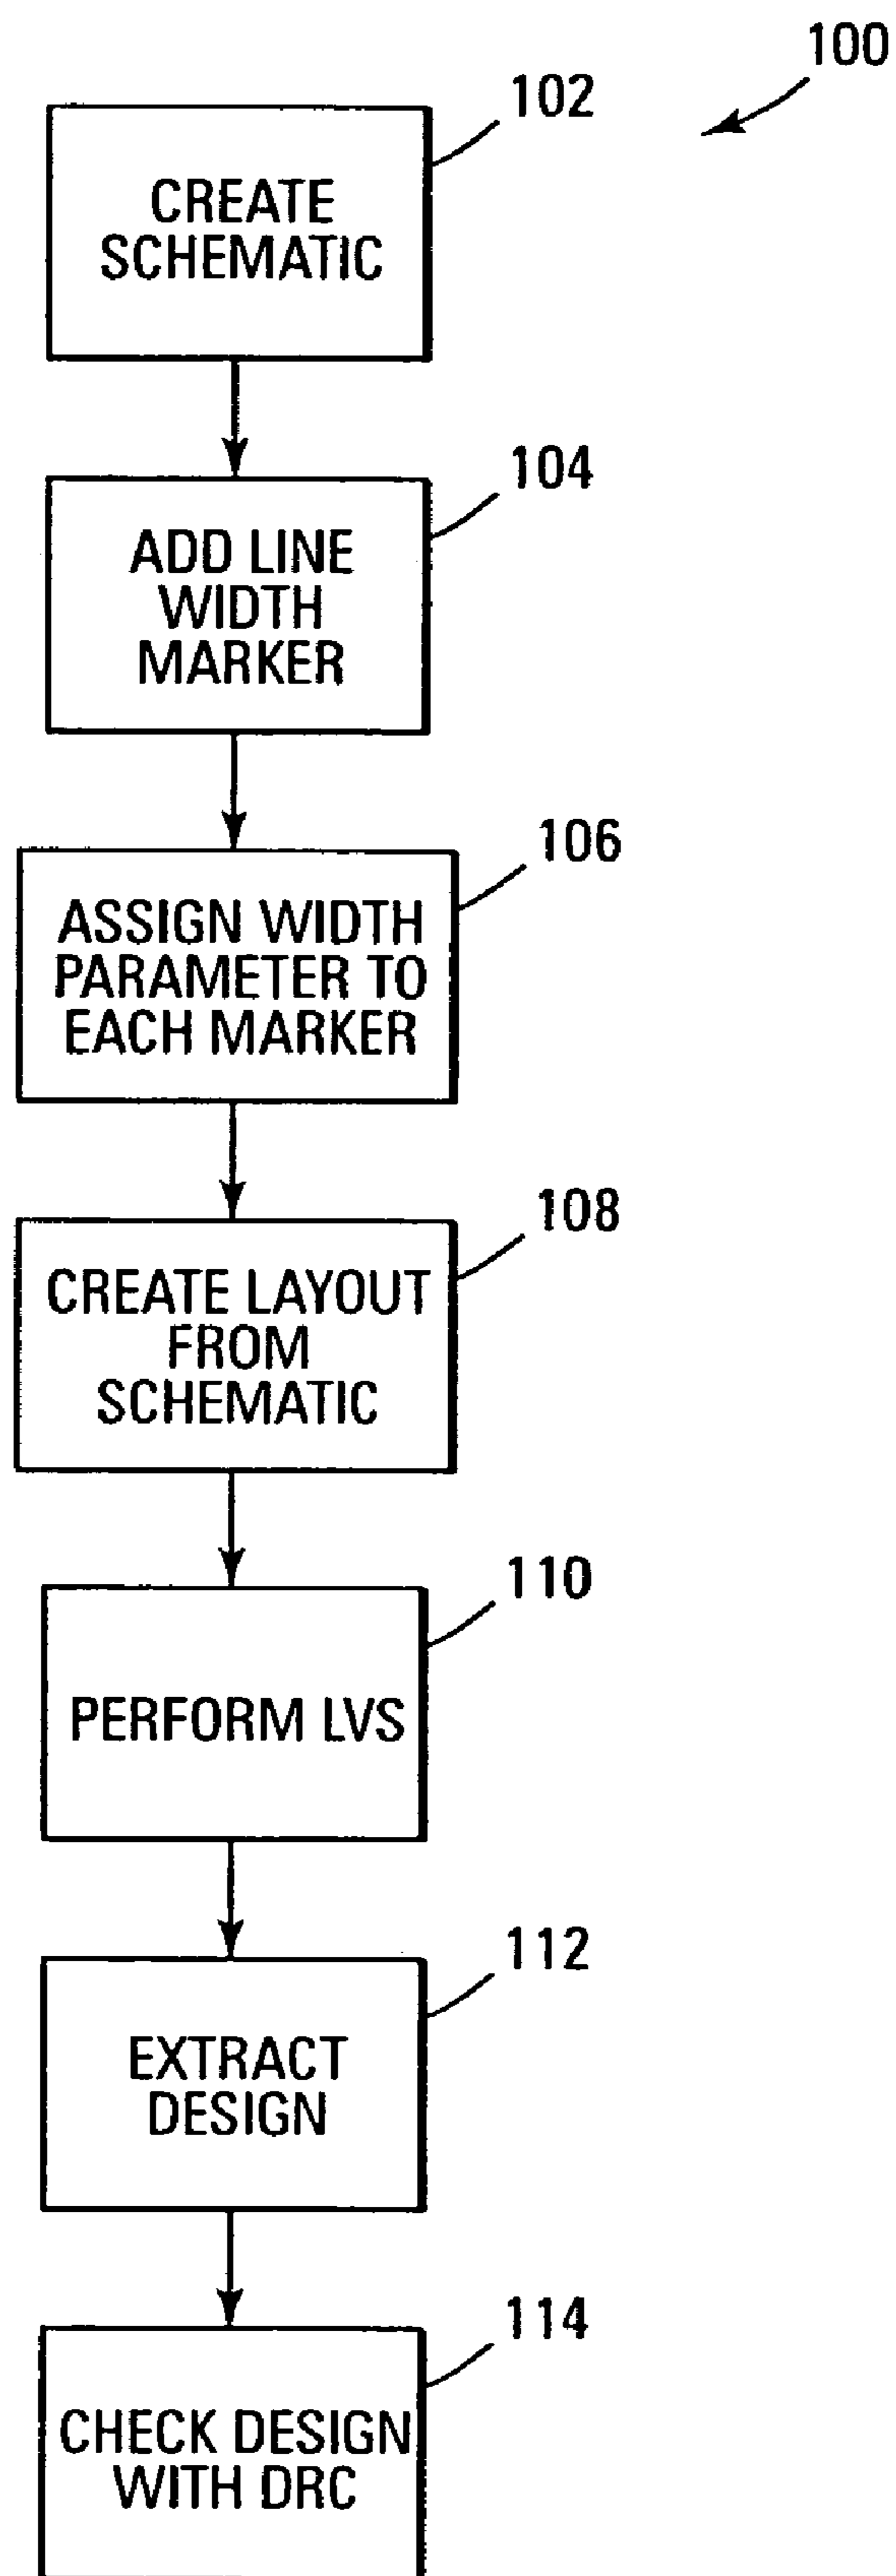 100
102
CREATE
SCHEMATIC
104
ADD LINE
WIDTH
MARKER
106
ASSIGN WIDTH
PARAMETER TO
EACH MARKER
108
CREATE LAYOUT
FROM
SCHEMATIC
110
PERFORM LVS
112
EXTRACT
DESIGN
114
CHECK DESIGN
WITH DRC